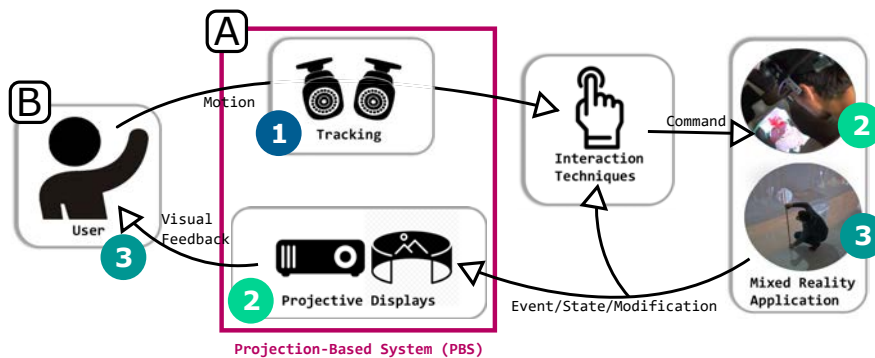 A
B
Motion
1
Tracking
User
3
Visual
Feedback
2
Projective Displays
Projection-Based System (PBS)
Interaction
Techniques
Command
Event/State/Modification
2
3
Mixed Reality
Application